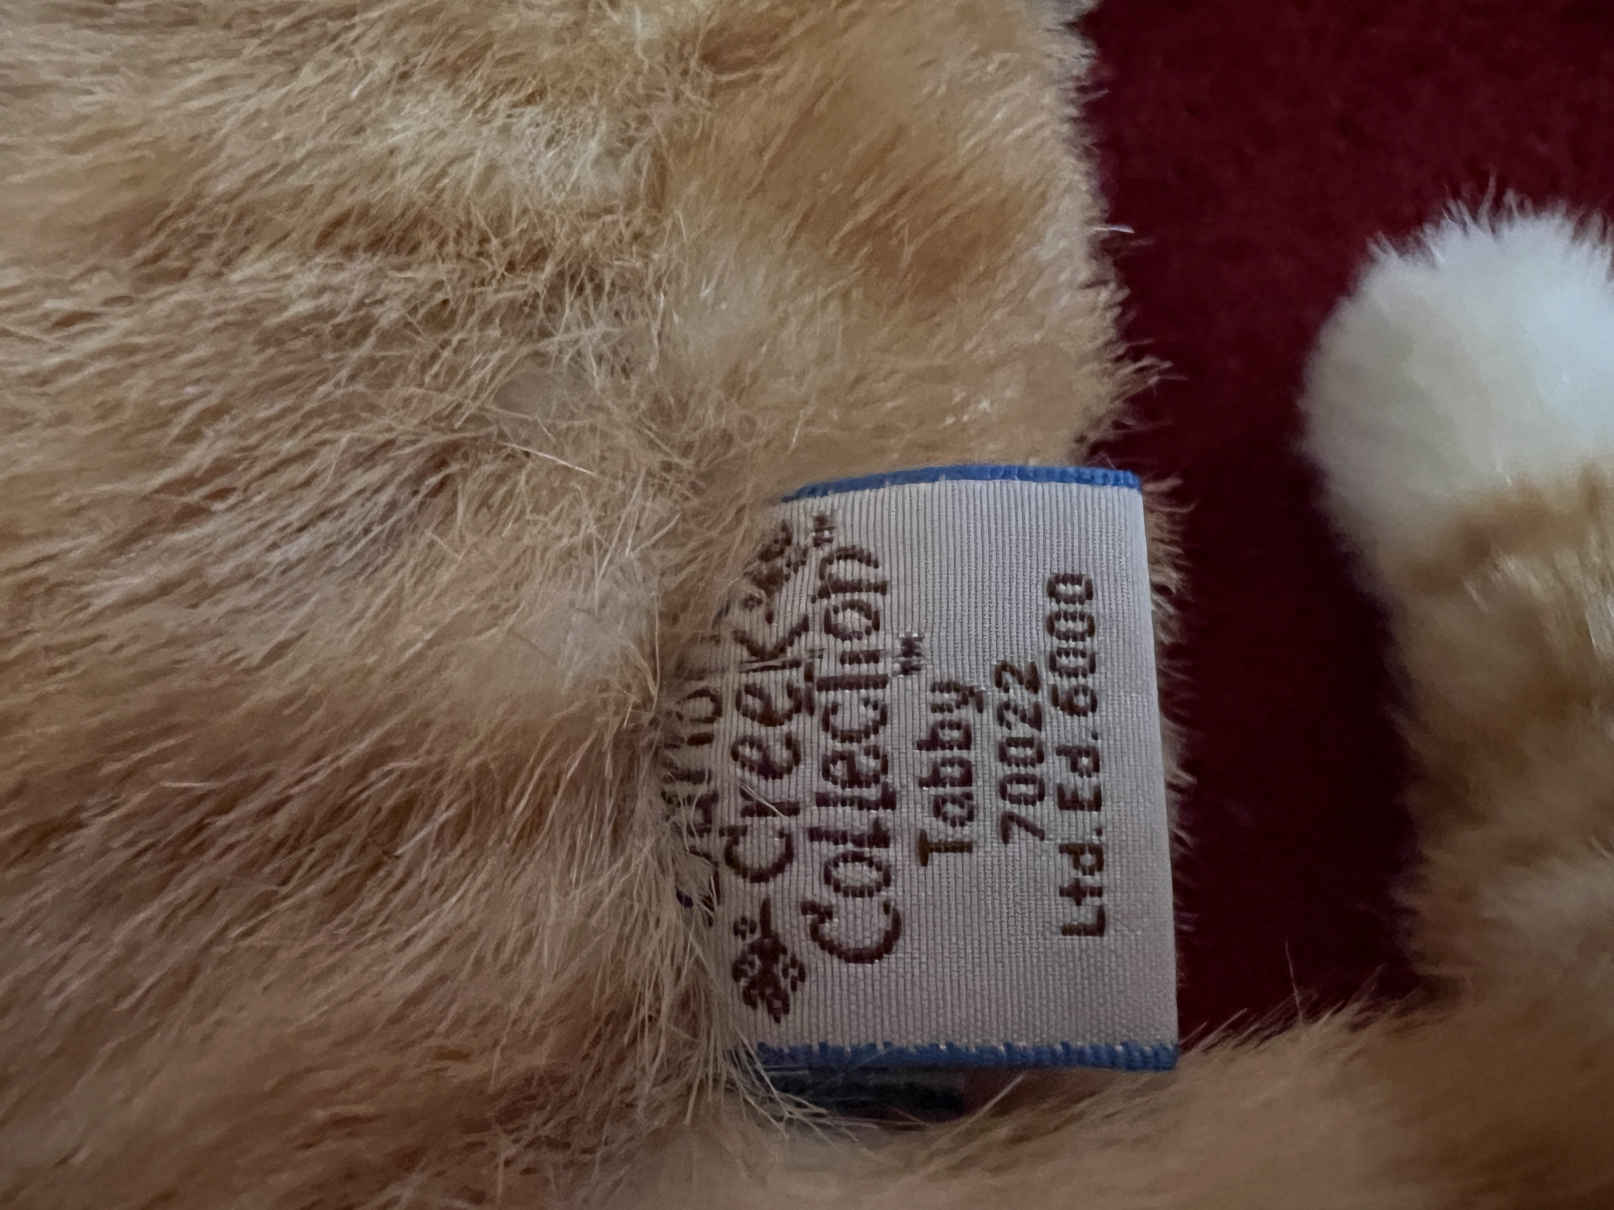 Creek
Collection™
Tabby
70022
Ltd.Ed.6000